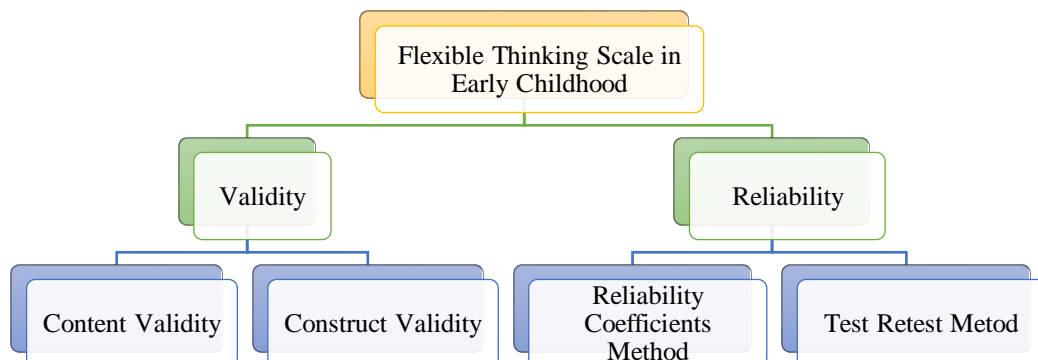 Flexible Thinking Scale in
Early Childhood
Validity
Reliability
Content Validity
Construct Validity
Reliability
Coefficients
Method
Test Retest Metod